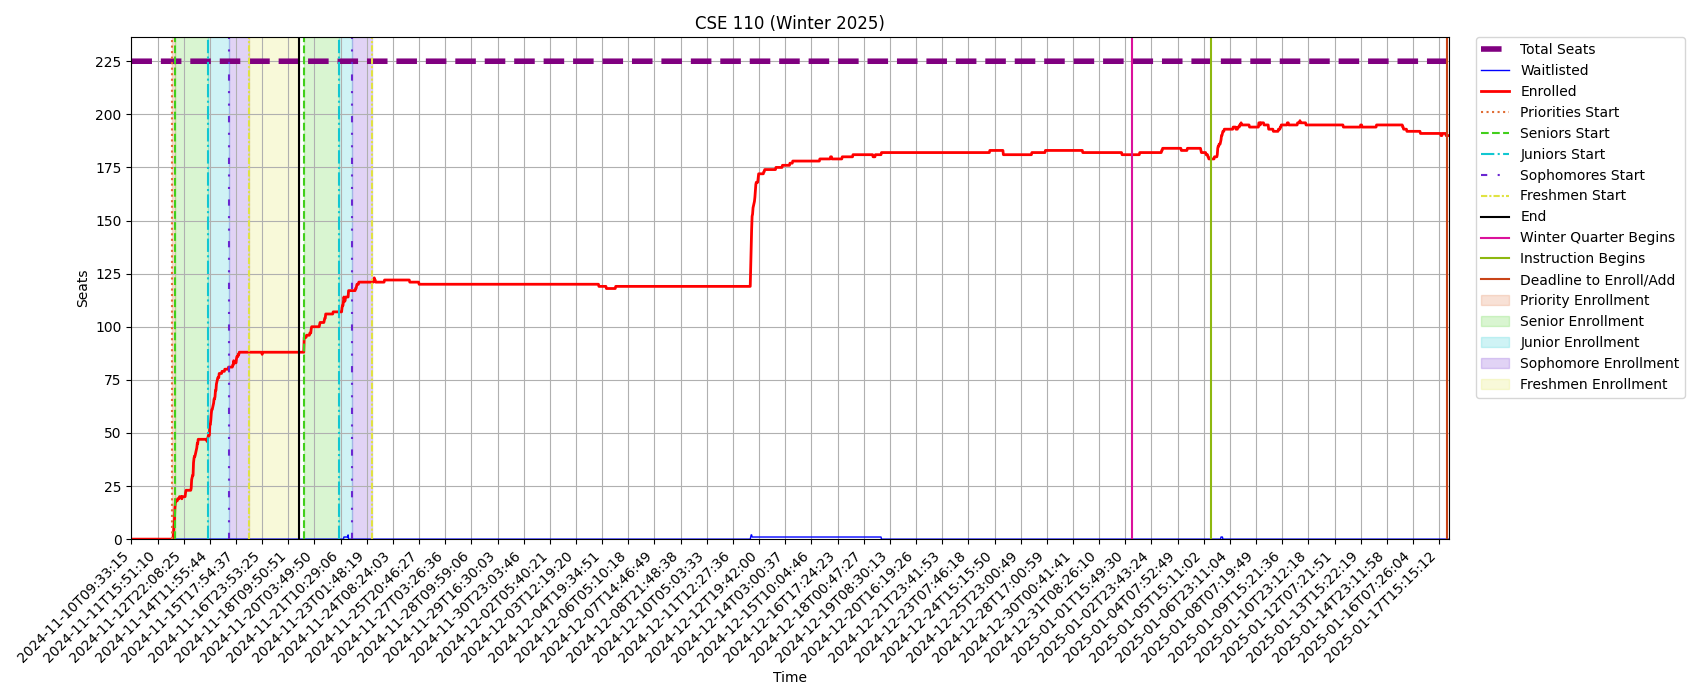 CSE 110 (Winter 2025)
Seats
225
200
175
150
125
100
75
50
25
0
2024-11-10T09:33:15
2024-11-11T15:51:10
2024-11-12T22:08:25
2024-11-14T11:55:44
2024-11-15T17:54:37
2024-11-16T23:53:25
2024-11-18T09:50:51
2024-11-20T03:49:50
2024-11-21T10:29:06
2024-11-23T01:48:19
2024-11-24T08:24:03
2024-11-25T20:46:27
2024-11-27T03:26:36
2024-11-28T09:59:06
2024-11-29T16:30:03
2024-11-30T23:03:46
2024-12-02T05:40:21
2024-12-03T12:19:20
2024-12-04T19:34:51
2024-12-06T05:10:18
2024-12-07T14:46:49
2024-12-08T21:48:38
2024-12-10T05:03:33
2024-12-11T12:27:36
2024-12-12T19:42:00
2024-12-14T03:00:37
2024-12-15T10:04:46
2024-12-16T17:24:23
2024-12-18T00:47:27
2024-12-19T08:30:13
2024-12-20T16:19:26
2024-12-21T23:41:53
2024-12-23T07:46:18
2024-12-24T15:15:50
2024-12-25T23:00:49
2024-12-28T17:00:59
2024-12-30T00:41:41
2024-12-31T08:26:10
2025-01-01T15:49:30
2025-01-02T23:43:24
2025-01-04T07:52:49
2025-01-05T15:11:02
2025-01-06T23:11:04
2025-01-08T07:19:49
2025-01-09T15:21:36
2025-01-10T23:12:18
2025-01-12T07:21:51
2025-01-13T15:22:19
2025-01-14T23:11:58
2025-01-16T07:26:04
2025-01-17T15:15:12
Time
Total Seats
Waitlisted
Enrolled
Priorities Start
Seniors Start
Juniors Start
Sophomores Start
Freshmen Start
End
Winter Quarter Begins
Instruction Begins
Deadline to Enroll/Add
Priority Enrollment
Senior Enrollment
Junior Enrollment
Sophomore Enrollment
Freshmen Enrollment